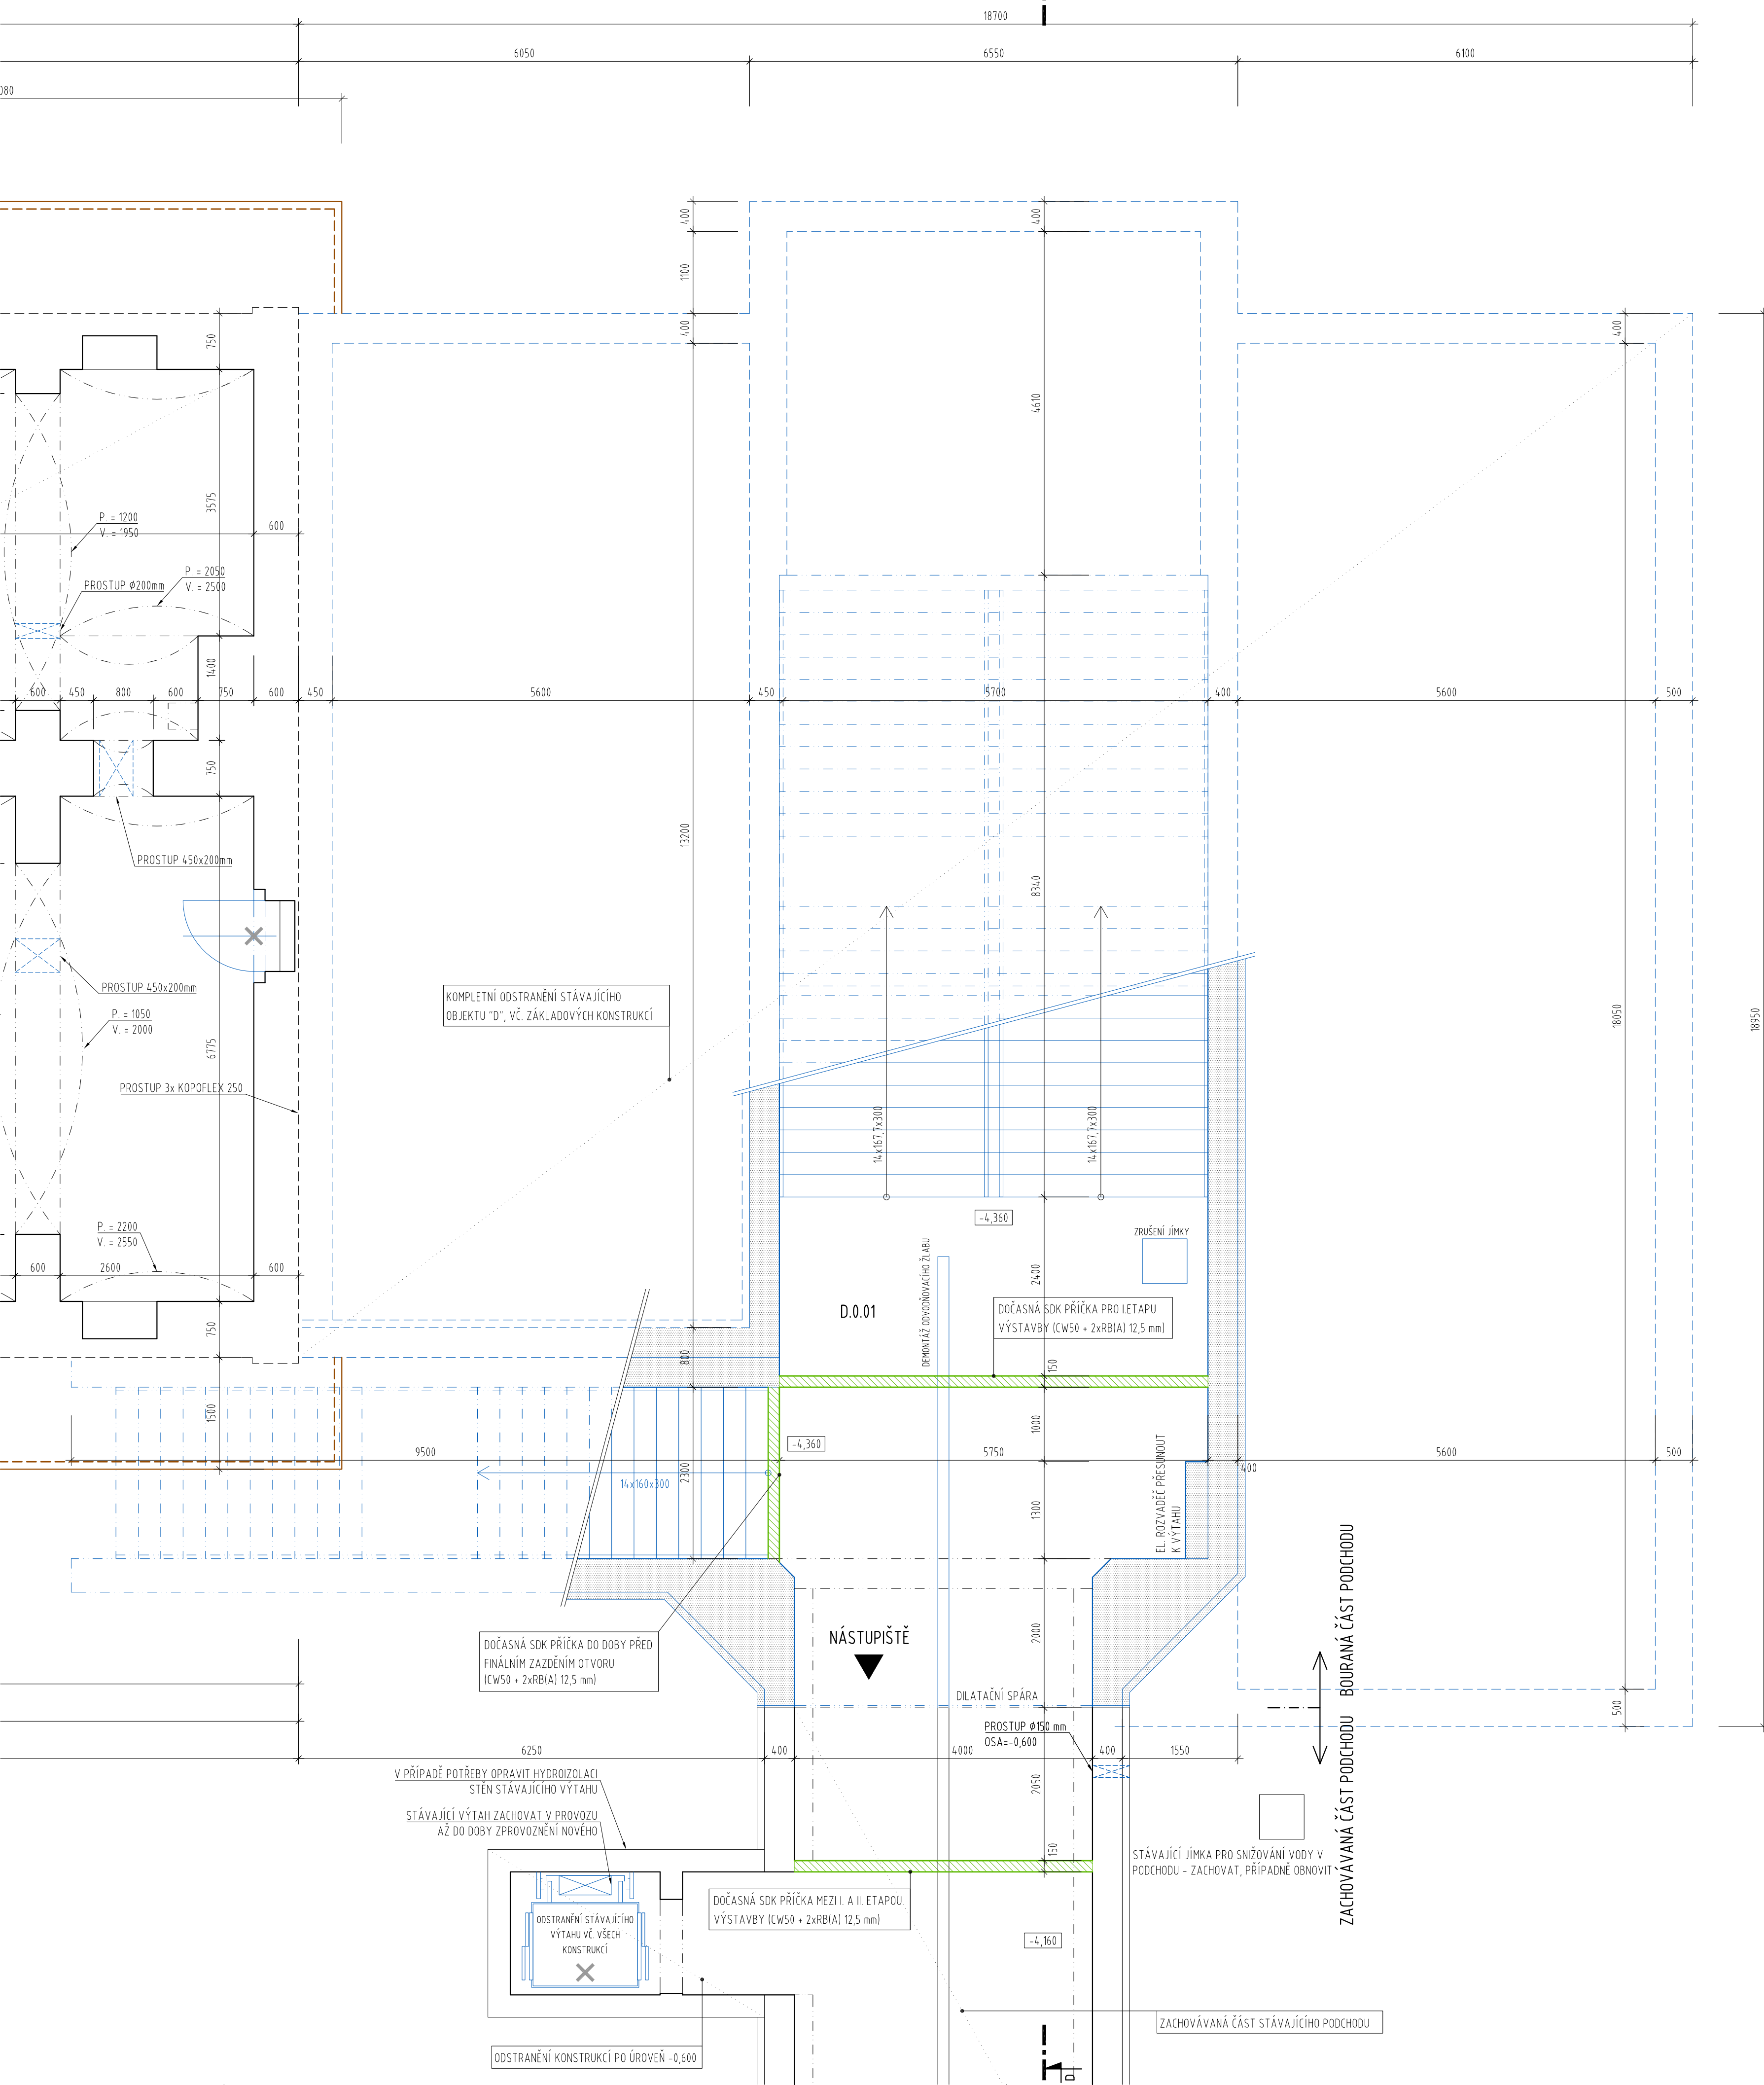 18700
6050
6550
6100
080
400
400
1100
400
400
750
4610
3575
600
P. = 1200
V. = 1950
P. = 2050
V. = 2500
PROSTUP Ø200mm
1400
600
450
800
600
750
600
450
5600
450
5700
400
5600
500
750
13200
8340
PROSTUP 450x200mm
PROSTUP 450x200mm
KOMPLETNÍ ODSTRANĚNÍ STÁVAJÍCÍHO
OBJEKTU "D", VČ. ZÁKLADOVÝCH KONSTRUKCÍ
P. = 1050
V. = 2000
6775
18050
18950
PROSTUP 3x KOPOFLEX 250
14x167,7x300
14x167,7x300
P. = 2200
V. = 2550
-4,360
ZRUŠENÍ JÍMKY
600
2600
600
DEMONTÁŽ ODVODŇOVACÍHO ŽLABU
2400
D.0.01
DOČASNÁ SDK PŘÍČKA PRO I.ETAPU
VÝSTAVBY (CW50 + 2xRB(A) 12,5 mm)
750
800
150
1500
1000
9500
-4,360
5750
5600
500
400
2300
14x160x300
1300
EL. ROZVADĚČ PŘESUNOUT
K VÝTAHU
DOČASNÁ SDK PŘÍČKA DO DOBY PŘED
FINÁLNÍM ZAZDĚNÍM OTVORU
(CW50 + 2xRB(A) 12,5 mm)
NÁSTUPIŠTĚ
2000
BOURANÁ ČÁST PODCHODU
ZACHOVÁVANÁ ČÁST PODCHODU
DILATAČNÍ SPÁRA
500
PROSTUP Ø150 mm
OSA=-0,600
6250
400
4000
400
1550
V PŘÍPADĚ POTŘEBY OPRAVIT HYDROIZOLACI
STĚN STÁVAJÍCÍHO VÝTAHU
2050
STÁVAJÍCÍ VÝTAH ZACHOVAT V PROVOZU
AŽ DO DOBY ZPROVOZNĚNÍ NOVÉHO
150
STÁVAJÍCÍ JÍMKA PRO SNIŽOVÁNÍ VODY V
PODCHODU - ZACHOVAT, PŘÍPADNĚ OBNOVIT
DOČASNÁ SDK PŘÍČKA MEZI I. A II. ETAPOU
VÝSTAVBY (CW50 + 2xRB(A) 12,5 mm)
ODSTRANĚNÍ STÁVAJÍCÍHO
VÝTAHU VČ. VŠECH
KONSTRUKCÍ
-4,160
ZACHOVÁVANÁ ČÁST STÁVAJÍCÍHO PODCHODU
ODSTRANĚNÍ KONSTRUKCÍ PO ÚROVEŇ -0,600
D